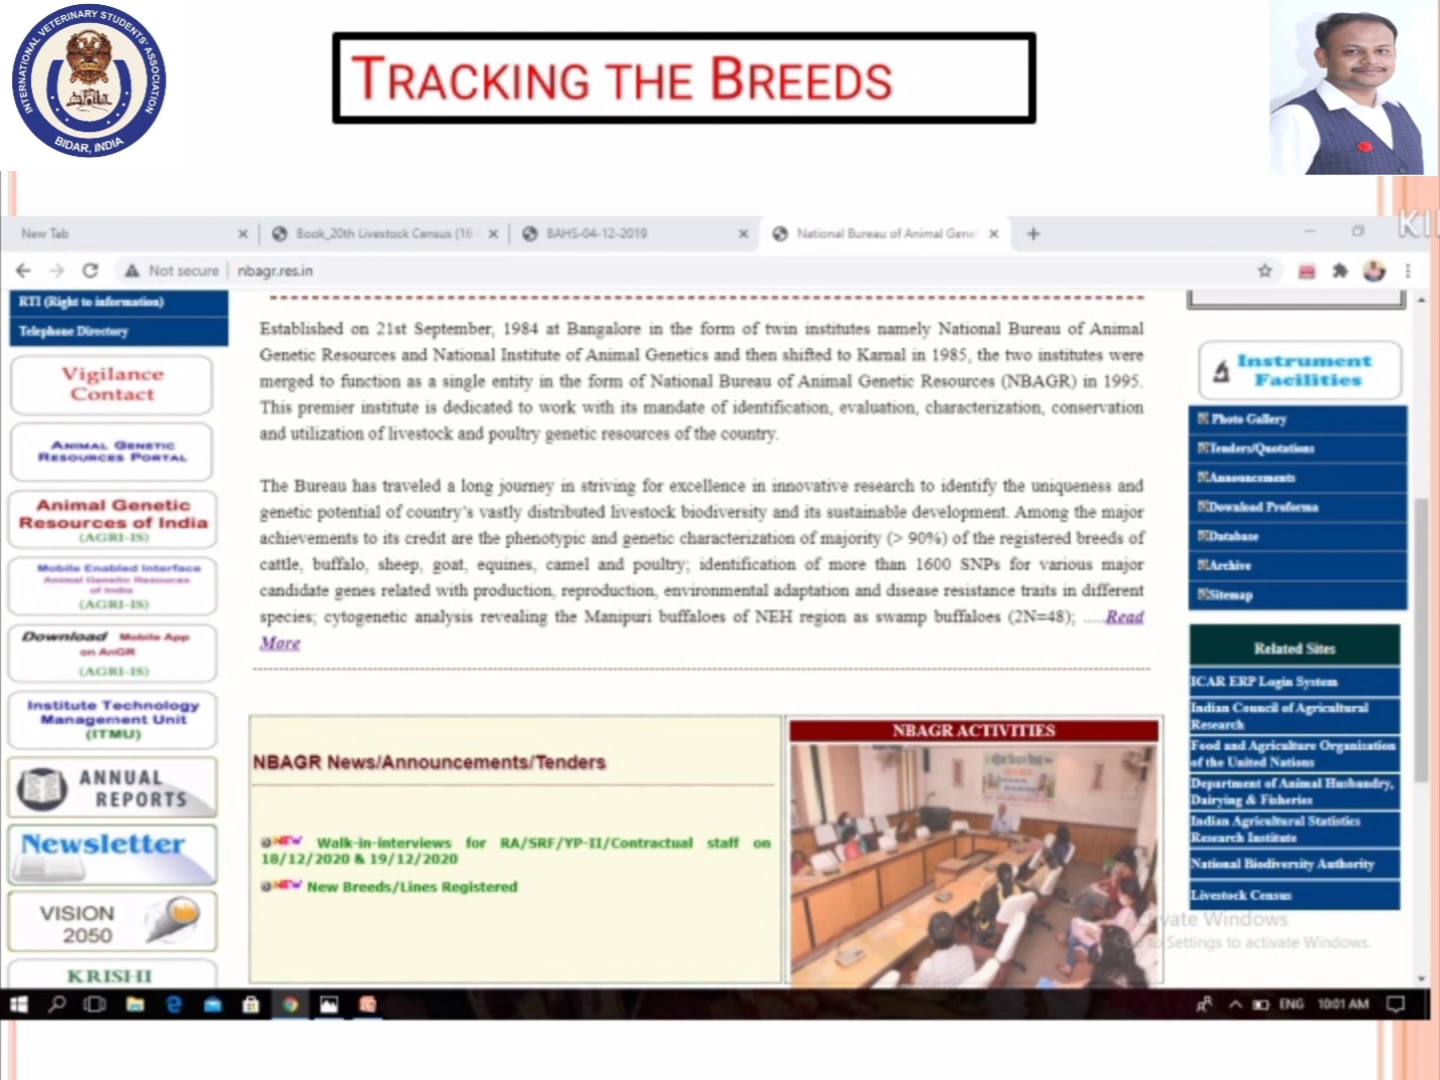 INTERNATIONAL VETERINARY STUDENTS' ASSOCIATION
BIDAR, INDIA
TRACKING THE BREEDS
KI
New Tab
Book_20th Livestock Census (16
BAHS-04-12-2019
National Bureau of Animal Gene
Not secure
nbagr.res.in
RTI (Right to information)
Telephone Directory
Vigilance
Contact
ANIMAL GENETIC
RESOURCES PORTAL
Animal Genetic
Resources of India
(AGRI-IS)
Mobile Enabled Interface
Animal Genetic Resouces
of India
(AGRI-IS)
Download Mobile App
on AnGR
(AGRI-IS)
Institute Technology
Management Unit
(ITMU)
ANNUAL
REPORTS
Newsletter
VISION
2050
KRISHI
Established on 21st September, 1984 at Bangalore in the form of twin institutes namely National Bureau of Animal
Genetic Resources and National Institute of Animal Genetics and then shifted to Karnal in 1985, the two institutes were
merged to function as a single entity in the form of National Bureau of Animal Genetic Resources (NBAGR) in 1995.
This premier institute is dedicated to work with its mandate of identification, evaluation, characterization, conservation
and utilization of livestock and poultry genetic resources of the country.
The Bureau has traveled a long journey in striving for excellence in innovative research to identify the uniqueness and
genetic potential of country's vastly distributed livestock biodiversity and its sustainable development. Among the major
achievements to its credit are the phenotypic and genetic characterization of majority (> 90%) of the registered breeds of
cattle, buffalo, sheep, goat, equines, camel and poultry; identification of more than 1600 SNPs for various major
candidate genes related with production, reproduction, environmental adaptation and disease resistance traits in different
species; cytogenetic analysis revealing the Manipuri buffaloes of NEH region as swamp buffaloes (2N=48); .....Read
More
NBAGR News/Announcements/Tenders
NEW Walk-in-interviews for RA/SRF/YP-II/Contractual staff on
18/12/2020 & 19/12/2020
NEW New Breeds/Lines Registered
NBAGR ACTIVITIES
Instrument
Facilities
Photo Gallery
Tenders/Quotations
Announcements
Download Proforma
Database
Archive
Sitemap
Related Sites
ICAR ERP Login System
Indian Council of Agricultural
Research
Food and Agriculture Organisation
of the United Nations
Department of Animal Husbandry,
Dairying & Fisheries
Indian Agricultural Statistics
Research Institute
National Biodiversity Authority
Livestock Census
Windows
to Settings to activate Windows.
ENG
10:01 AM